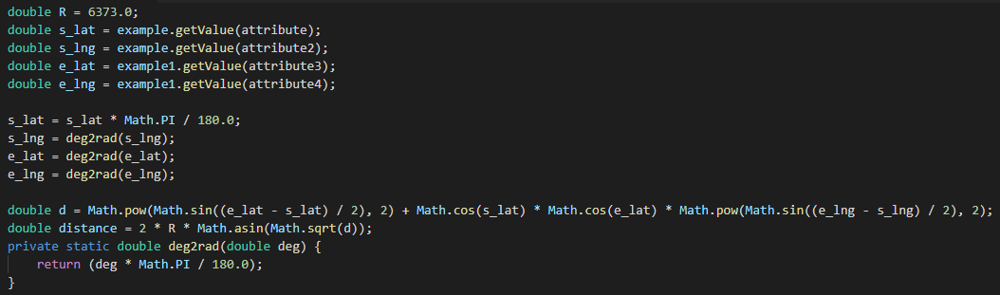 double R = 6373.0;
double s_lat = example.getValue(attribute);
double s_lng = example.getValue(attribute2);
double e_lat = example1.getValue(attribute3);
double e_lng = example1.getValue(attribute4);
s_lat = s_lat * Math.PI / 180.0;
s_lng = deg2rad(s_lng);
e_lat = deg2rad(e_lat);
e_lng = deg2rad(e_lng);
double d = Math.pow(Math.sin((e_lat - s_lat) / 2), 2) + Math.cos(s_lat) * Math.cos(e_lat) * Math.pow(Math.sin((e_lng - s_lng) / 2), 2);
double distance = 2 * R * Math.asin(Math.sqrt(d));
private static double deg2rad(double deg) {
    return (deg * Math.PI / 180.0);
}